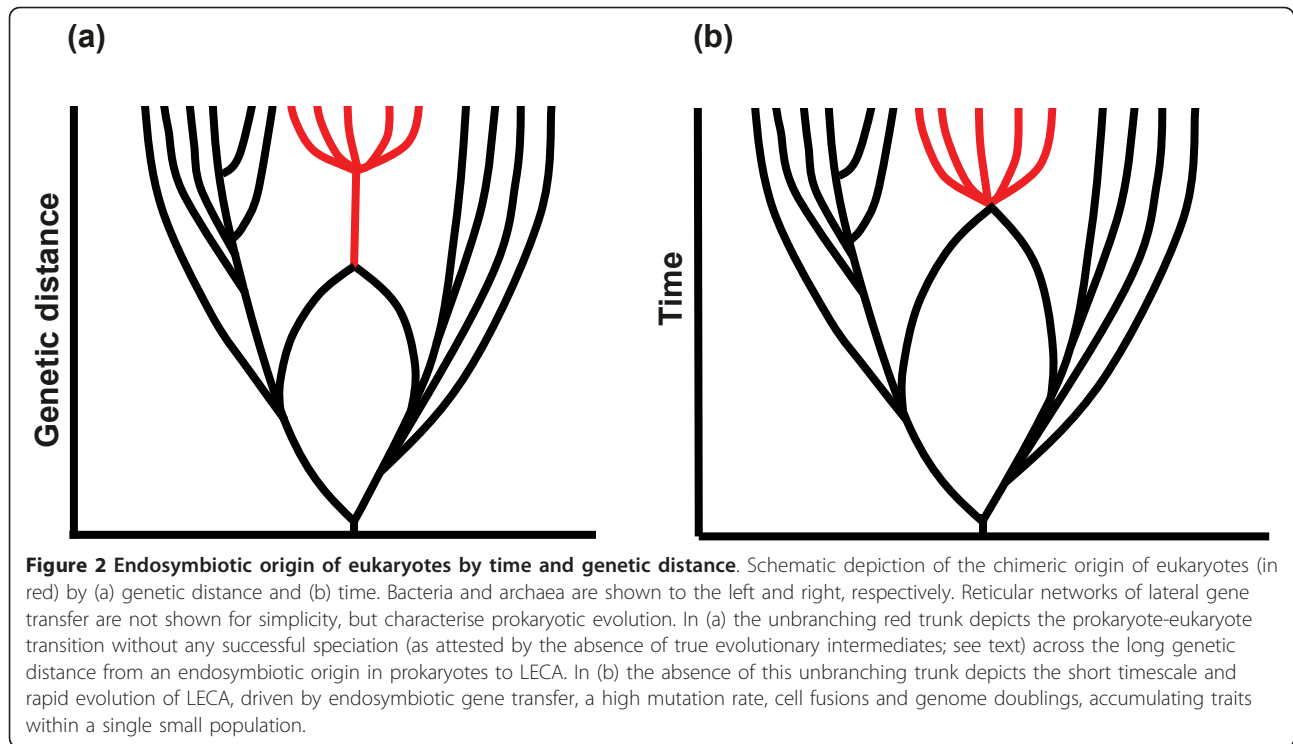 (a)
(b)
Genetic distance
Time
Figure 2 Endosymbiotic origin of eukaryotes by time and genetic distance. Schematic depiction of the chimeric origin of eukaryotes (in
red) by (a) genetic distance and (b) time. Bacteria and archaea are shown to the left and right, respectively. Reticular networks of lateral gene
transfer are not shown for simplicity, but characterise prokaryotic evolution. In (a) the unbranching red trunk depicts the prokaryote-eukaryote
transition without any successful speciation (as attested by the absence of true evolutionary intermediates; see text) across the long genetic
distance from an endosymbiotic origin in prokaryotes to LECA. In (b) the absence of this unbranching trunk depicts the short timescale and
rapid evolution of LECA, driven by endosymbiotic gene transfer, a high mutation rate, cell fusions and genome doublings, accumulating traits
within a single small population.